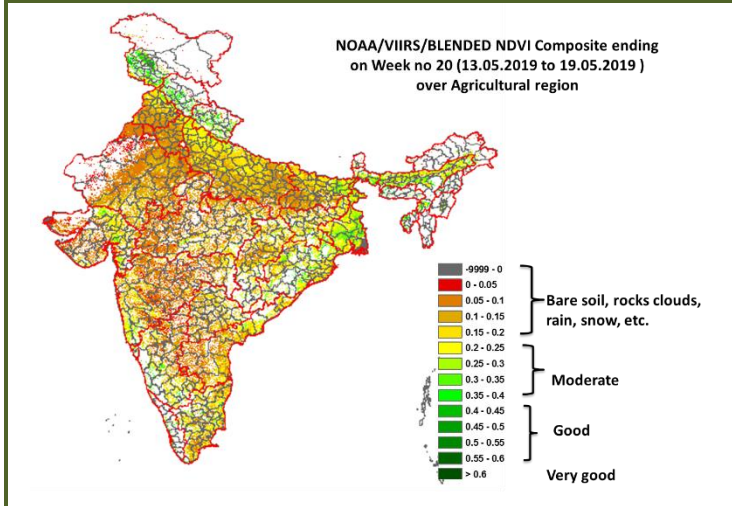 NOAA/VIIRS/BLENDED NDVI Composite ending
on Week no 20 (13.05.2019 to 19.05.2019 )
over Agricultural region
-9999 - 0
0 - 0.05
0.05 - 0.1
0.1 - 0.15
0.15 - 0.2
0.2 - 0.25
0.25 - 0.3
0.3 - 0.35
0.35 - 0.4
0.4 - 0.45
0.45 - 0.5
0.5 - 0.55
0.55 - 0.6
> 0.6
Bare soil, rocks clouds,
rain, snow, etc.
Moderate
Good
Very good